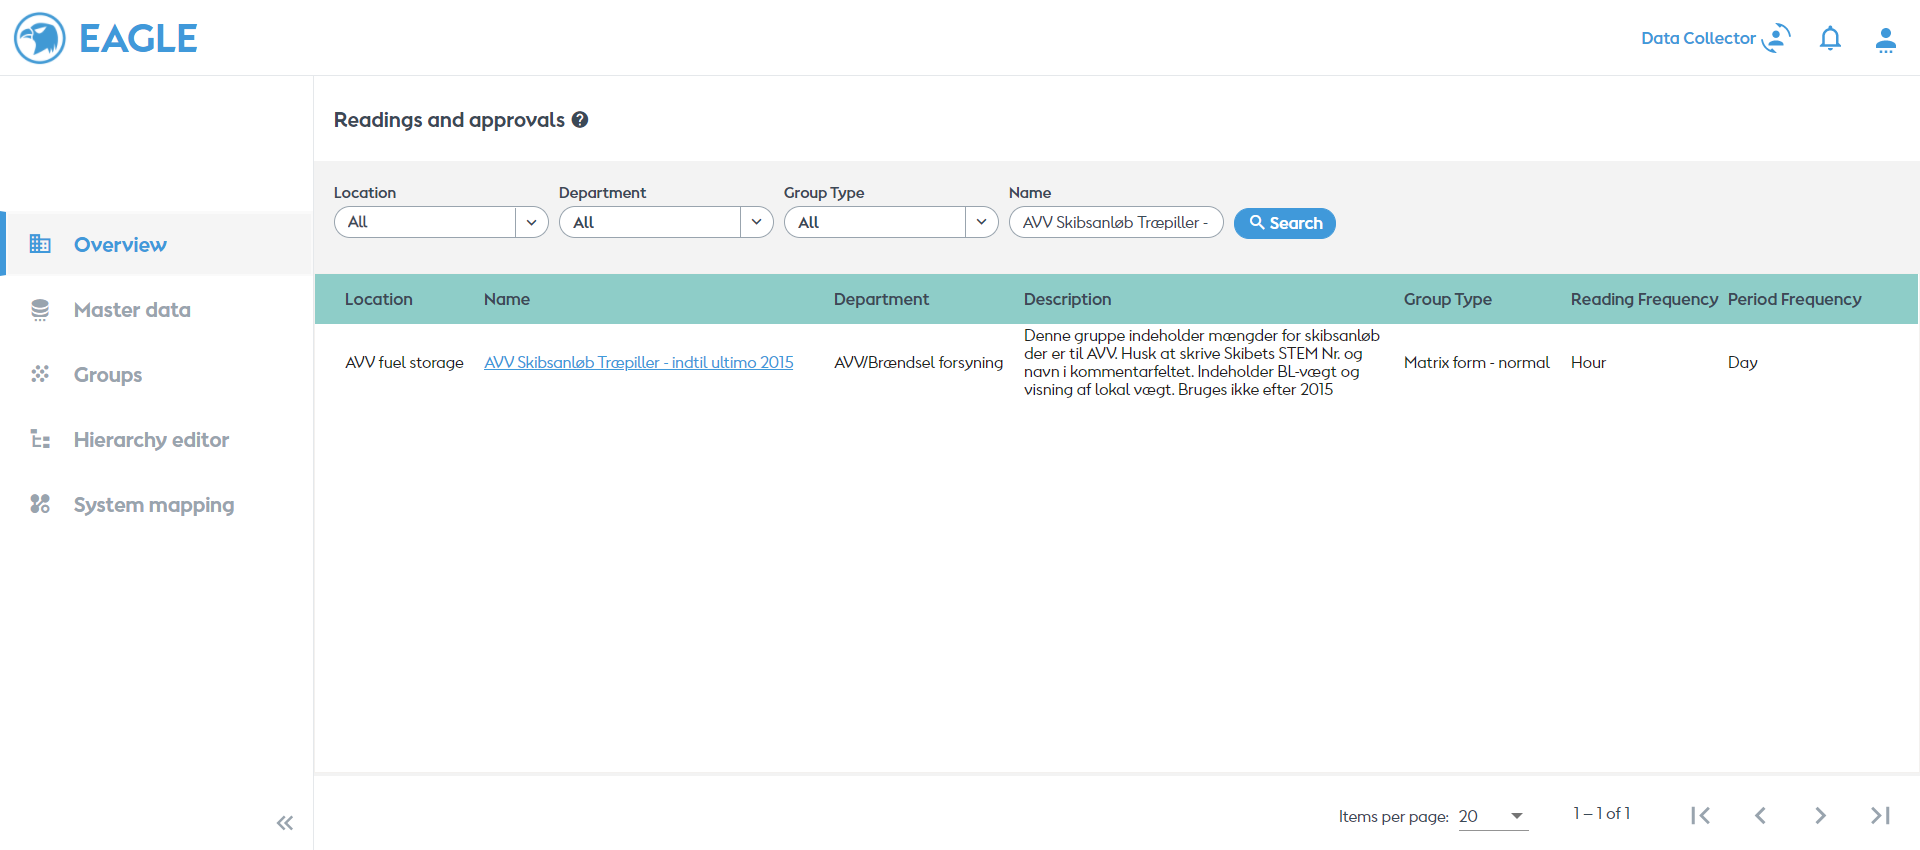 EAGLE
Data Collector
Readings and approvals
Location Department Group Type Name
All All All AVV Skibsanløb Træpiller - Search
Overview
Master data
Groups
Hierarchy editor
System mapping
Location Name Department Description Group Type Reading Frequency Period Frequency
AVV fuel storage AVV Skibsanløb Træpiller - indtil ultimo 2015 AVV/Brændsel forsyning
Denne gruppe indeholder mængder for skibsanløb
der er til AVV. Husk at skrive Skibets STEM Nr. og
navn i kommentarfeltet. Indeholder BL-vægt og
visning af lokal vægt. Bruges ikke efter 2015
Matrix form - normal Hour Day
Items per page: 20 1 – 1 of 1